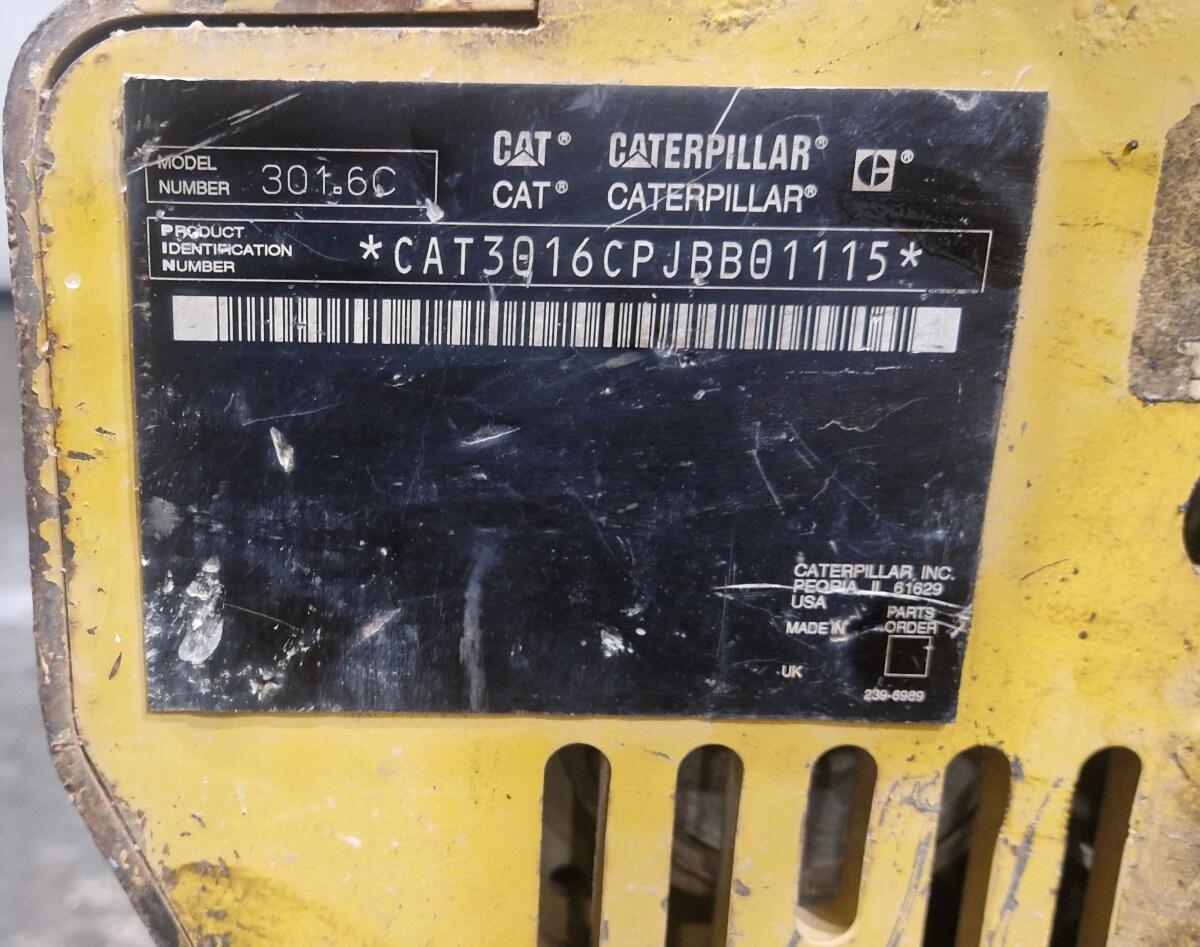 MODEL
NUMBER 301.6C
CAT® CATERPILLAR®
CAT® CATERPILLAR® ®
PRODUCT
IDENTIFICATION
NUMBER
*CAT3016CPJBB01115*
CATERPILLAR INC.
PEORIA IL 61629
USA
PARTS
ORDER
MADE IN
UK
239-6969